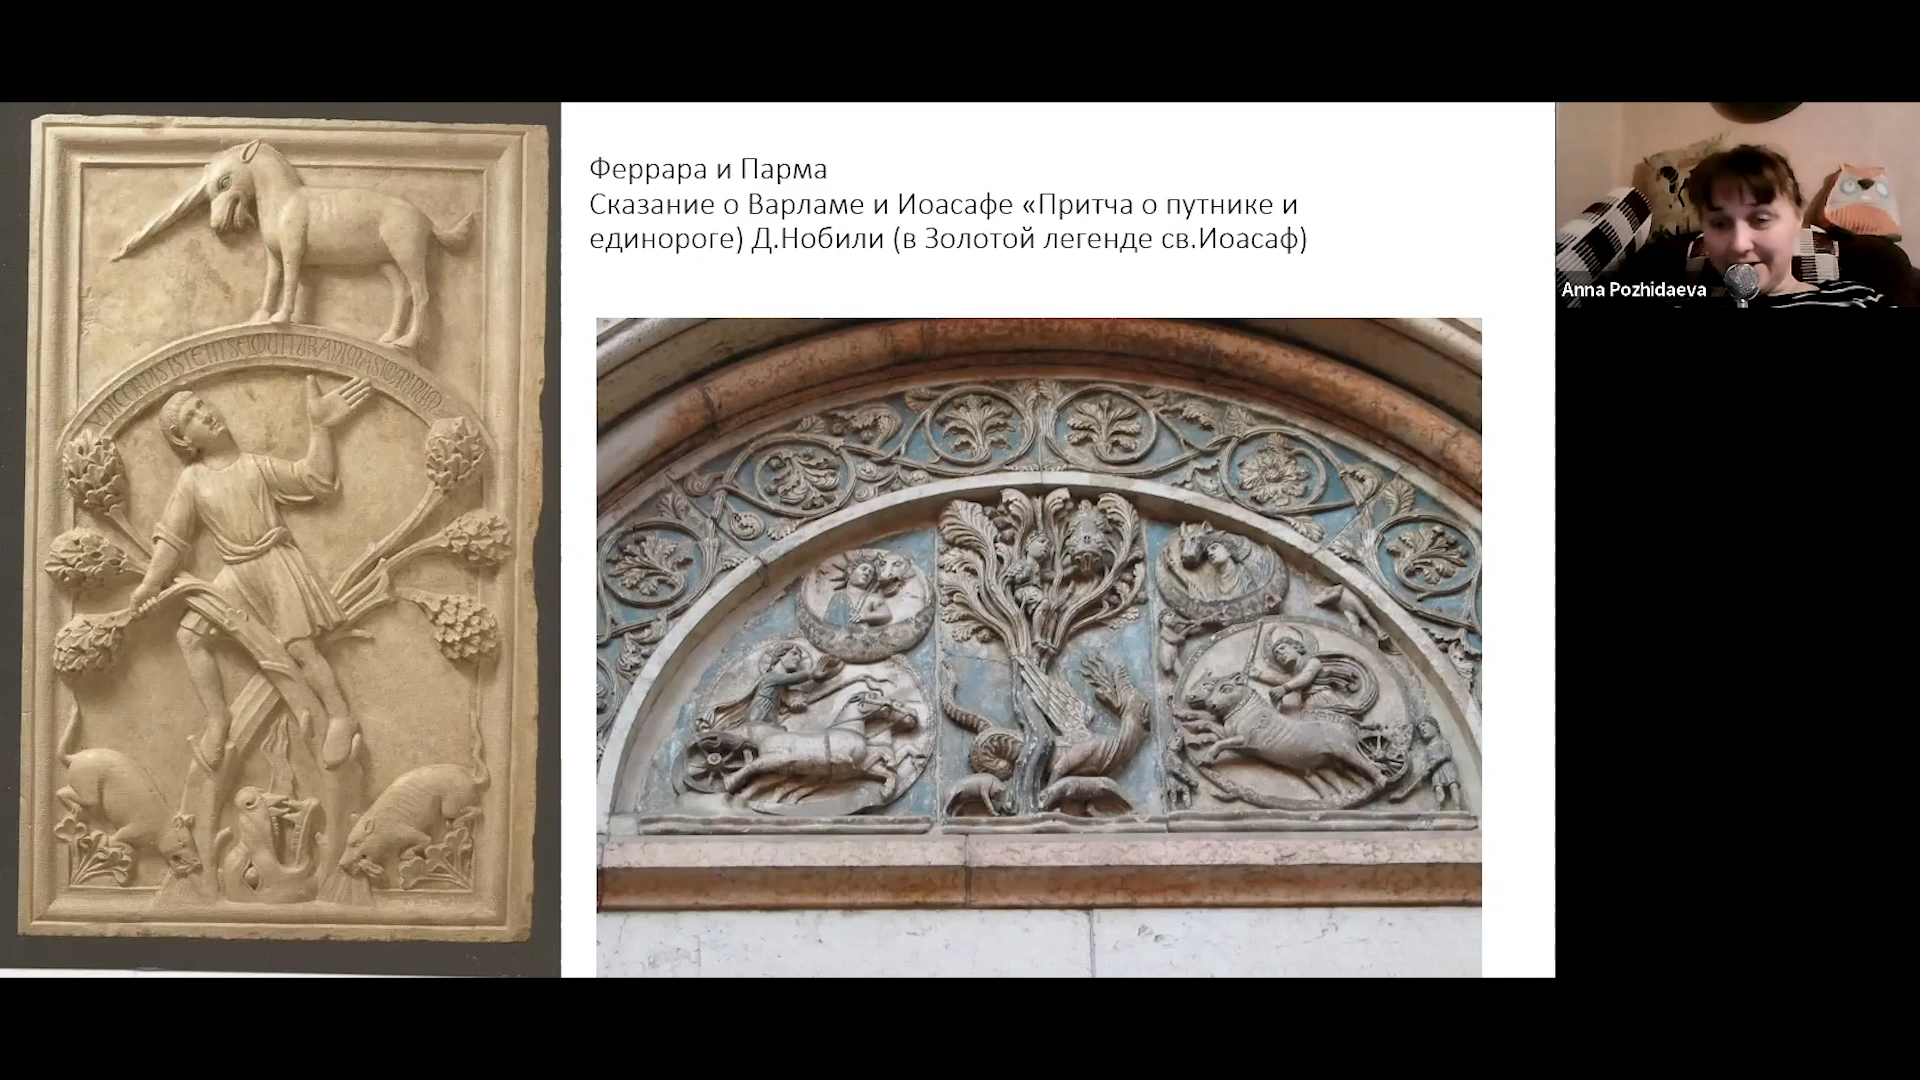 Феррара и Парма
Сказание о Варламе и Иоасафе «Притча о путнике и
единороге) Д.Нобили (в Золотой легенде св.Иоасаф)
Anna Pozhidaeva